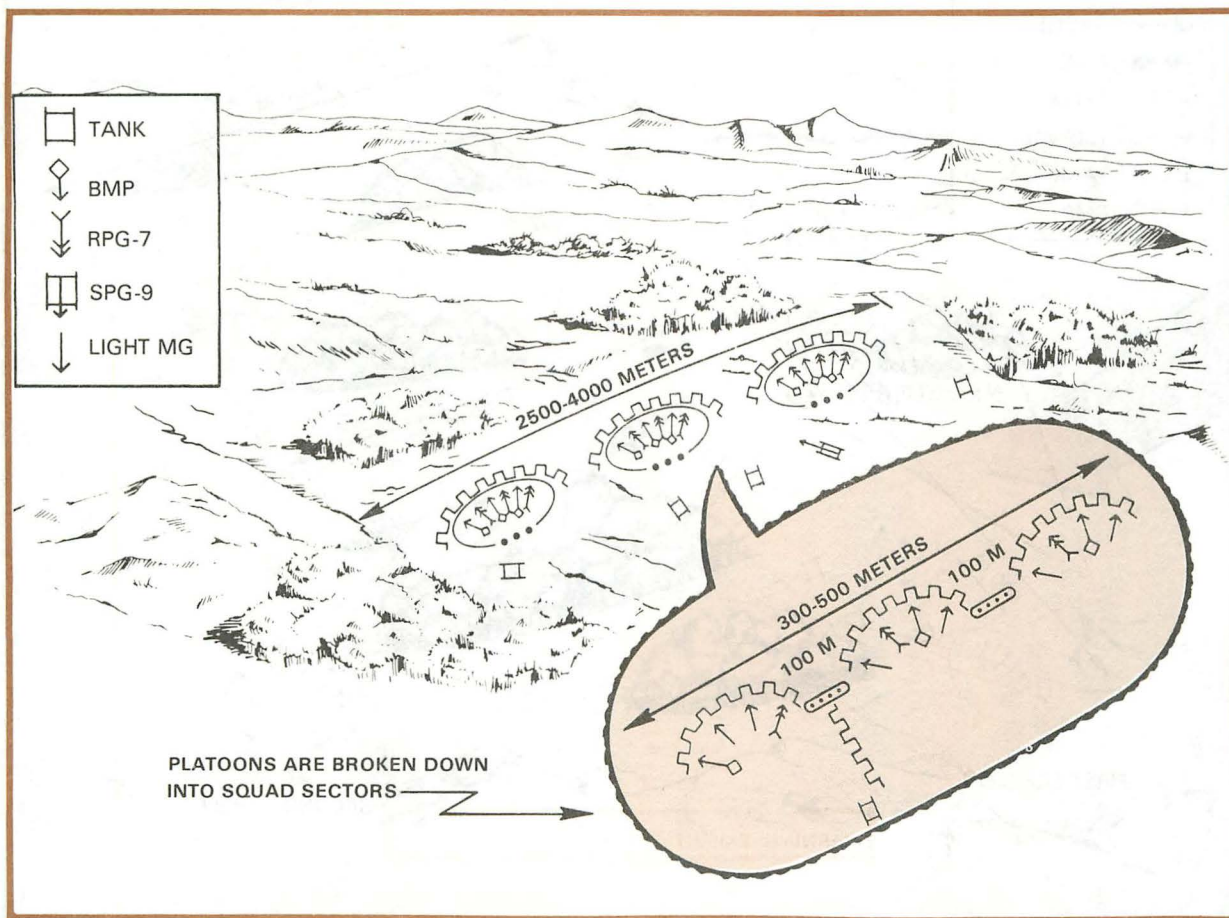 TANK
BMP
RPG-7
SPG-9
LIGHT MG
2500-4000 METERS
300-500 METERS
100 M
100 M
PLATOONS ARE BROKEN DOWN
INTO SQUAD SECTORS